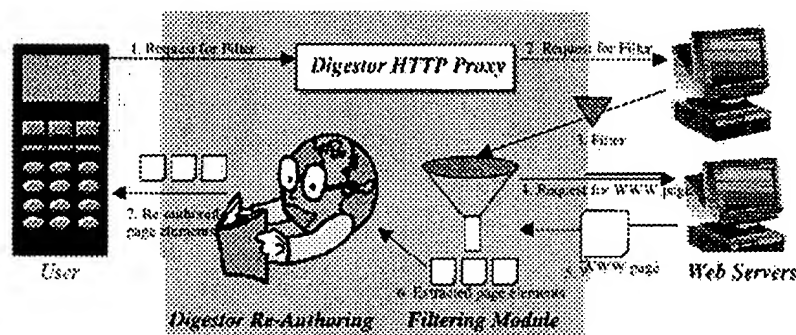 1. Request for Filter
Digestor HTTP Proxy
2. Request for Filter
3. Filter
4. Request for WWW page
7. Re-authored
page elements
5. WWW page
6. Extracted page elements
User
Web Servers
Digestor Re-Authoring
Filtering Module